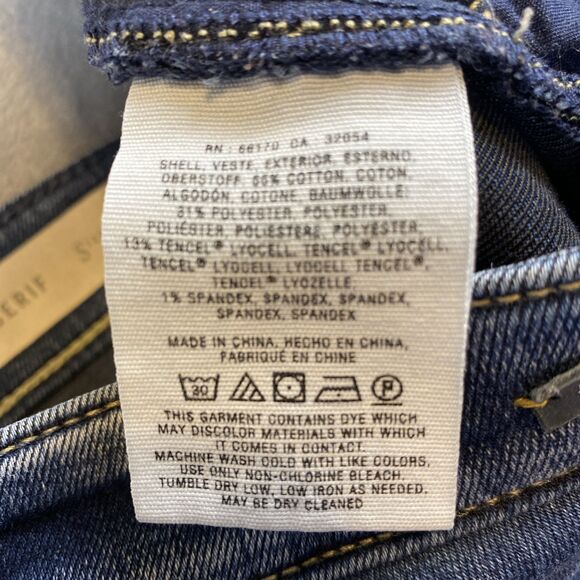 RN : 66170 CA 32054
SHELL, VESTE, EXTERIOR, ESTERNO,
OBERSTOFF: 55% COTTON, COTON,
ALGODÓN, COTONE, BAUMWOLLE;
31% POLYESTER, POLYESTER,
POLIÉSTER, POLIESTERE, POLYESTER,
13% TENCEL® LYOCELL, TENCEL® LYOCELL,
TENCEL® LYOCELL, LYOCELL TENCEL®,
TENCEL® LYOZELLE,
1% SPANDEX, SPANDEX, SPANDEX,
SPANDEX, SPANDEX
MADE IN CHINA, HECHO EN CHINA,
FABRIQUÉ EN CHINE
30
P
THIS GARMENT CONTAINS DYE WHICH
MAY DISCOLOR MATERIALS WITH WHICH
IT COMES IN CONTACT.
MACHINE WASH COLD WITH LIKE COLORS,
USE ONLY NON-CHLORINE BLEACH,
TUMBLE DRY LOW, LOW IRON AS NEEDED,
MAY BE DRY CLEANED
SERIF